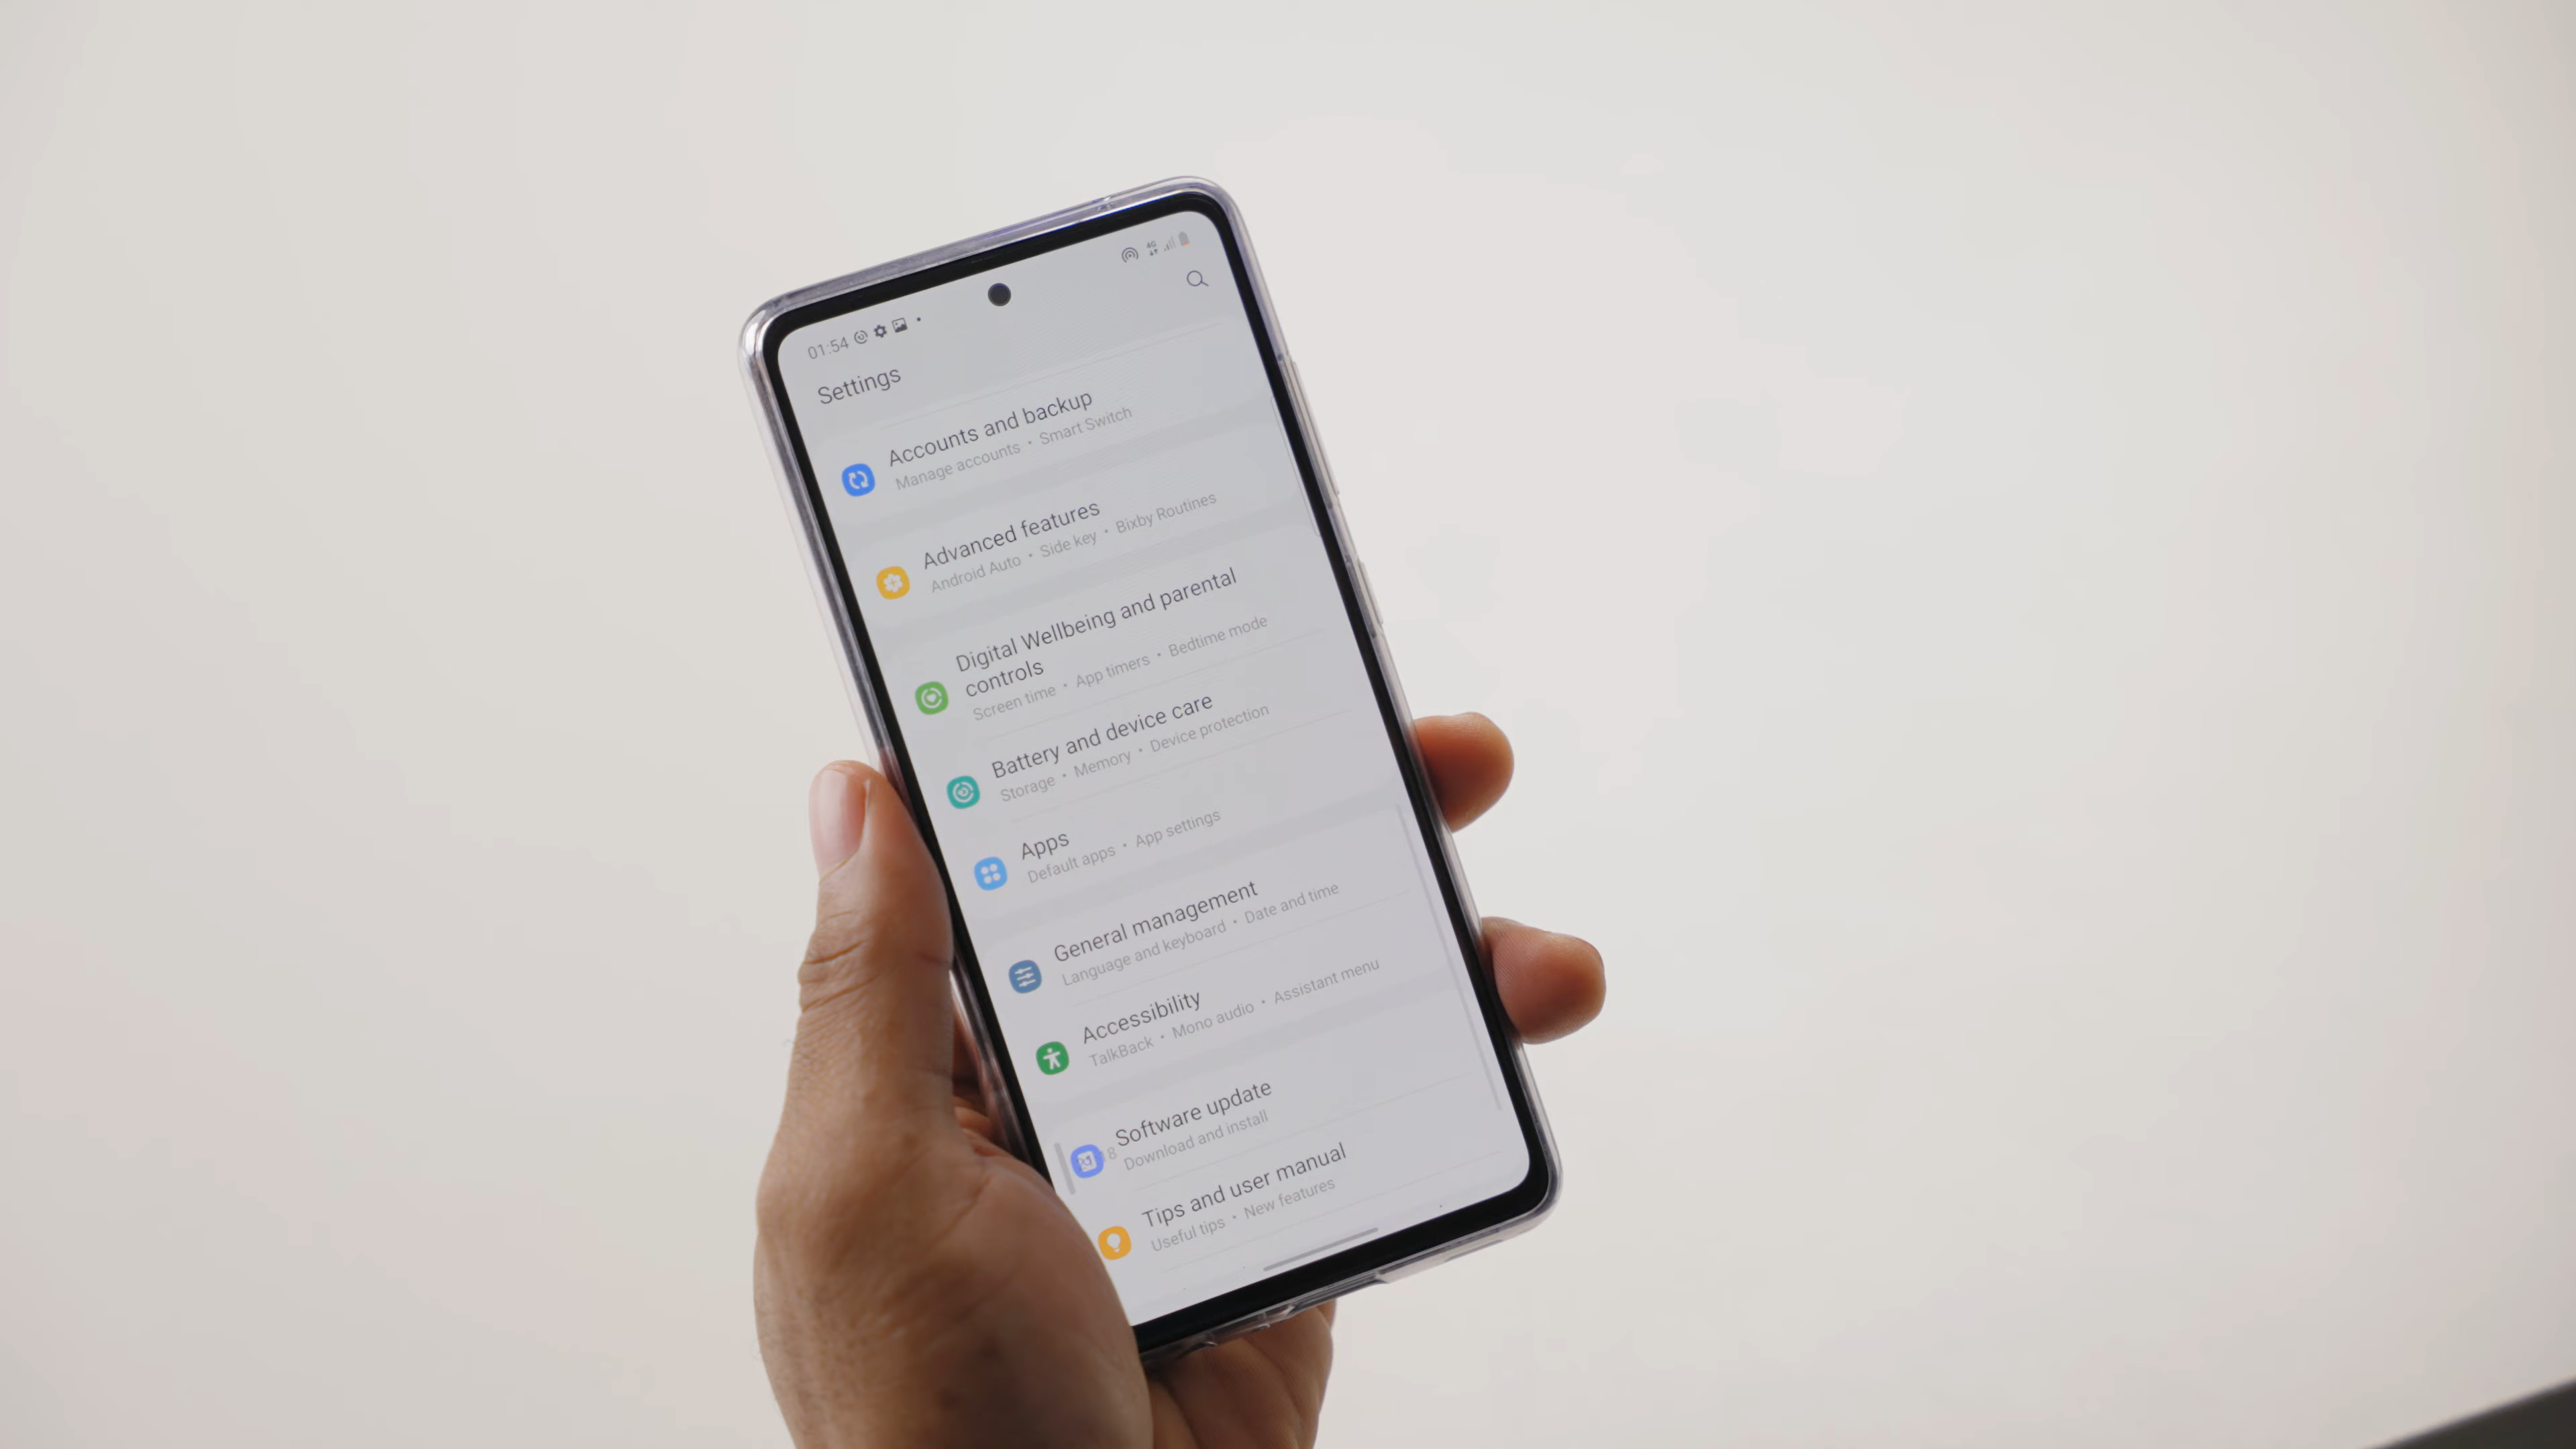 01:54
4G
Settings
Accounts and backup
Manage accounts • Smart Switch
Advanced features
Android Auto • Side key • Bixby Routines
Digital Wellbeing and parental
controls
Screen time • App timers • Bedtime mode
Battery and device care
Storage • Memory • Device protection
Apps
Default apps • App settings
General management
Language and keyboard • Date and time
Accessibility
TalkBack • Mono audio • Assistant menu
Software update
Download and install
Tips and user manual
Useful tips • New features